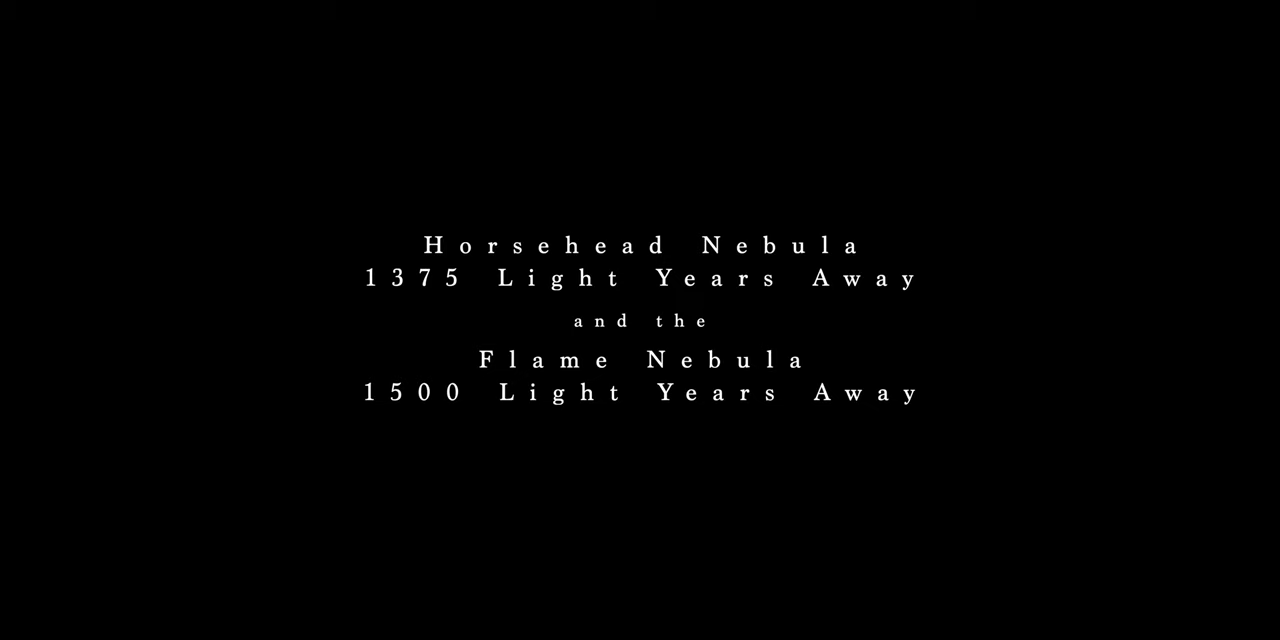 Horsehead Nebula
1375 Light Years Away
and the
Flame Nebula
1500 Light Years Away